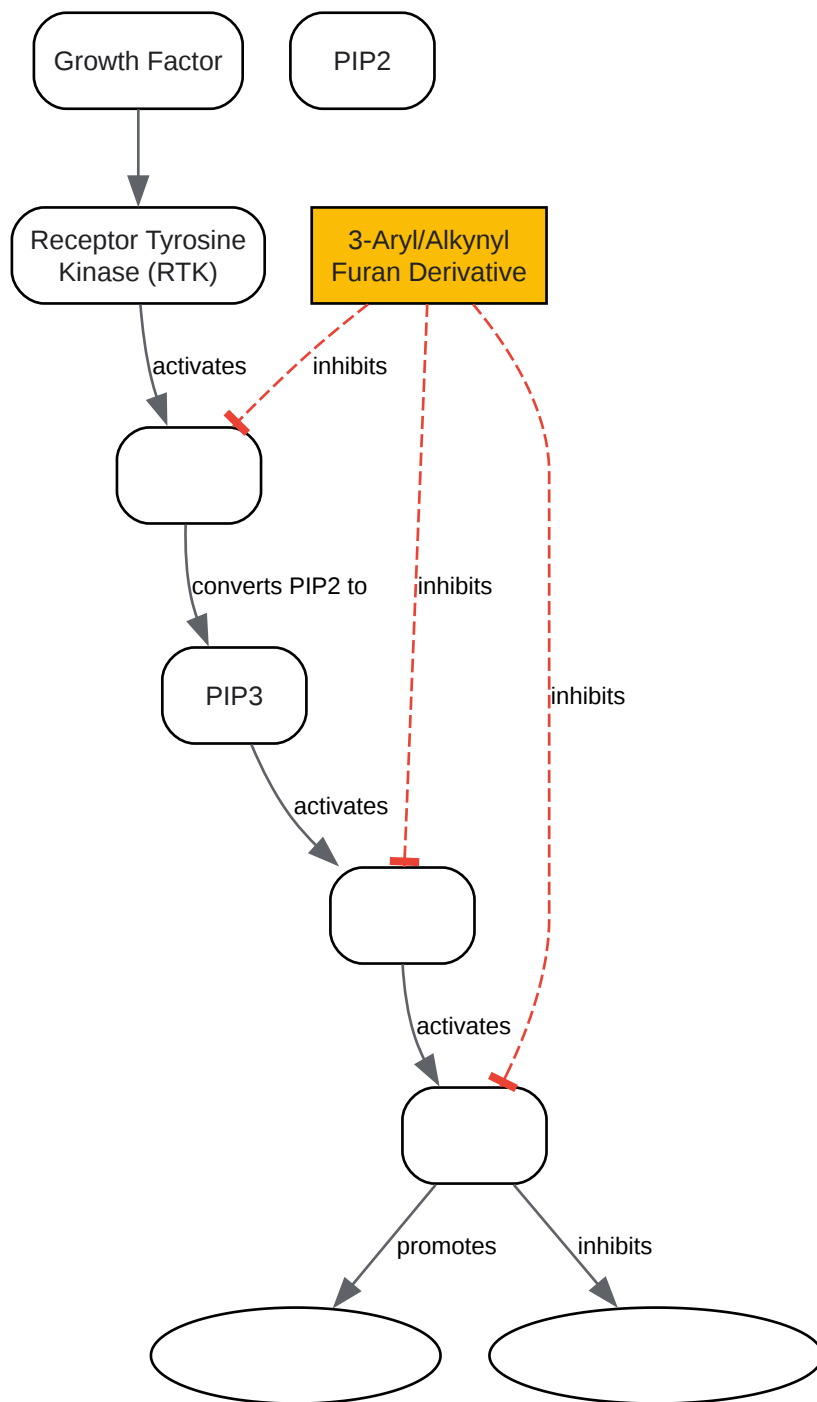 Growth Factor
PIP2
Receptor Tyrosine
Kinase (RTK)
3-Aryl/Alkynyl
Furan Derivative
activates
inhibits
converts PIP2 to
inhibits
PIP3
inhibits
activates
activates
promotes
inhibits